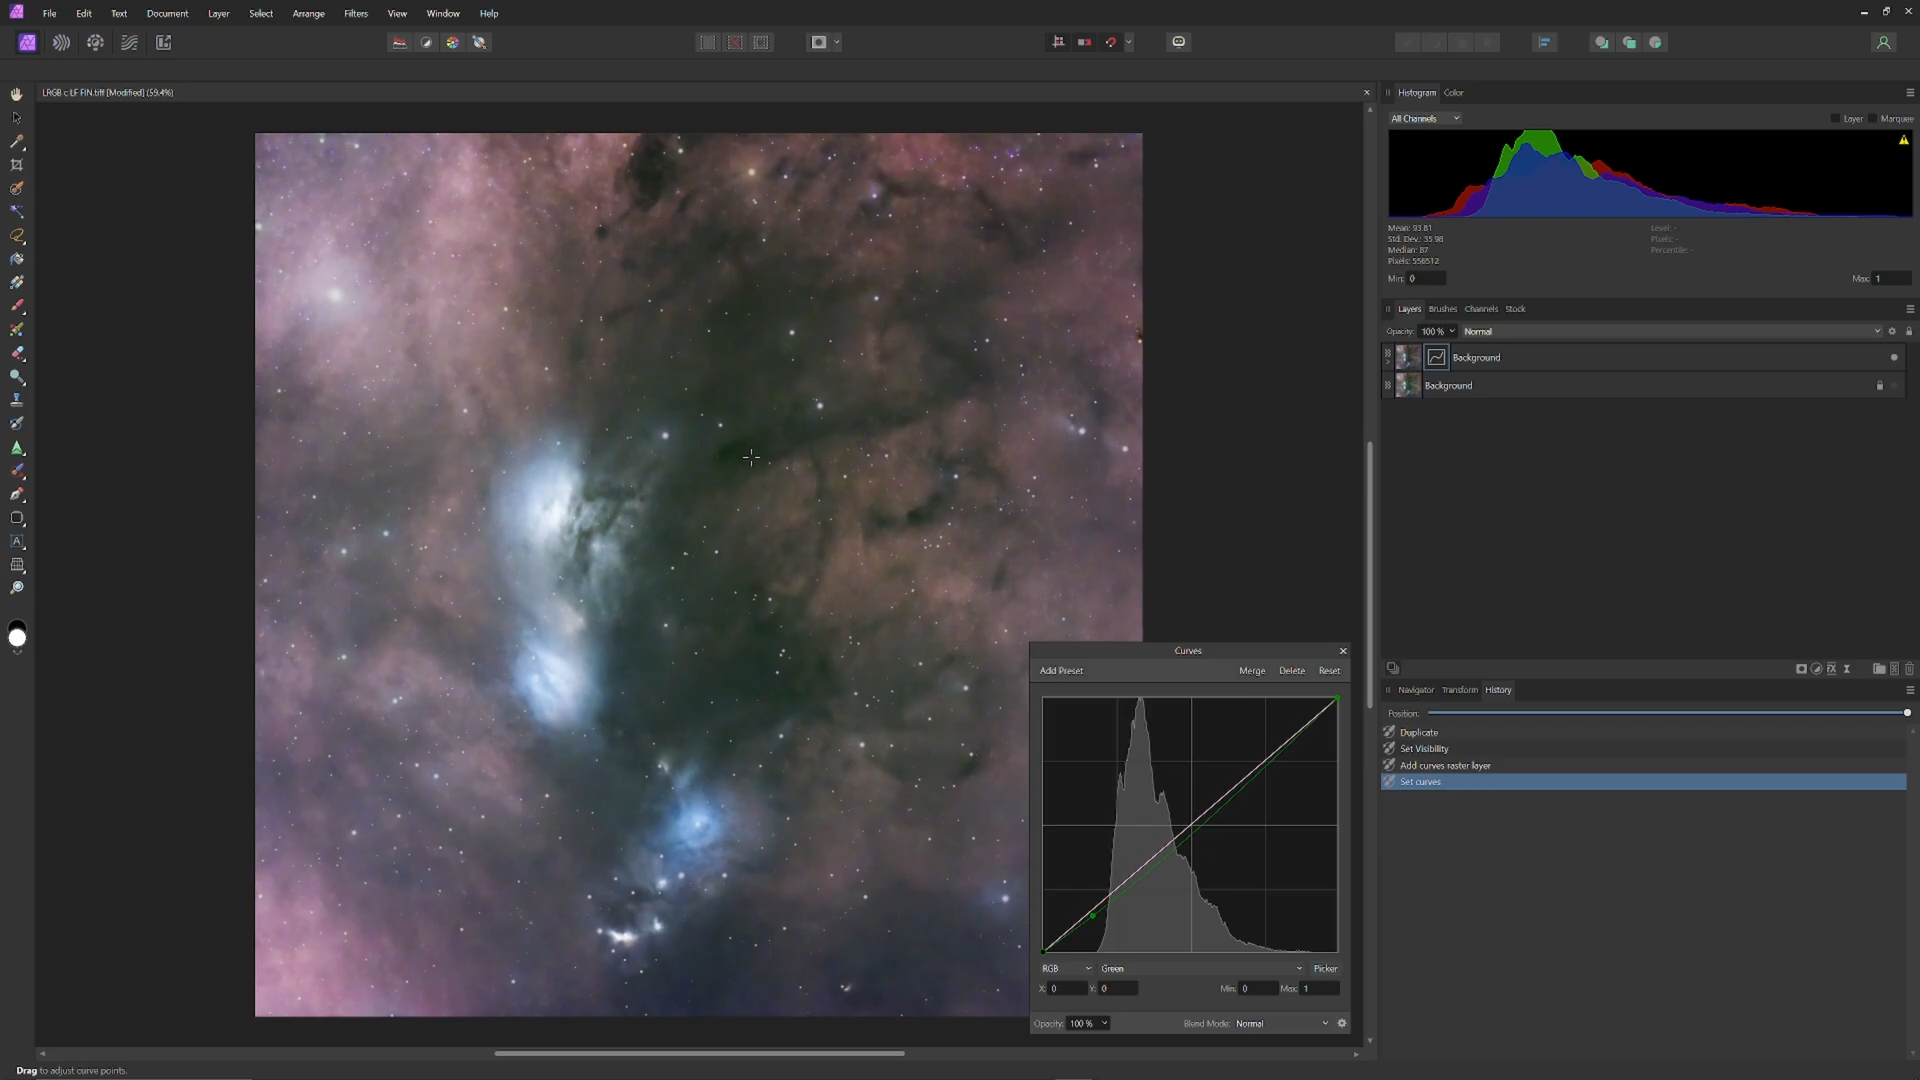 File Edit Text Document Layer Select Arrange Filters View Window Help
LRGB c LF FIN.tiff [Modified] (59.4%)
Histogram Color
All Channels Layer Marquee
Mean: 93.81 Level: -
Std. Dev.: 35.98 Pixels: -
Median: 87 Percentile: -
Pixels: 556512
Min: 0 Max: 1
Layers Brushes Channels Stock
Opacity: 100 % Normal
Background
Background
Curves
Add Preset Merge Delete Reset
RGB Green Picker
X: 0 Y: 0 Min: 0 Max: 1
Opacity: 100 % Blend Mode: Normal
Navigator Transform History
Position:
Duplicate
Set Visibility
Add curves raster layer
Set curves
Drag to adjust curve points.